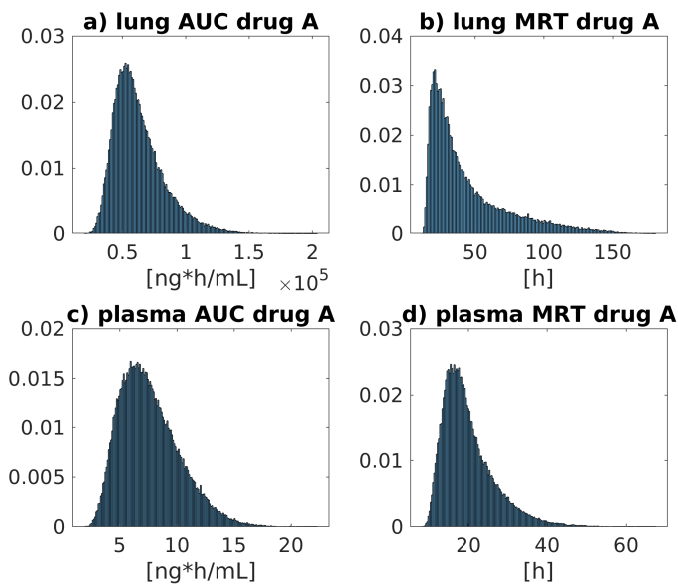 a) lung AUC drug A
0.03
0.02
0.01
0
0.5 1 1.5 2
[ng*h/mL] ×10^5
b) lung MRT drug A
0.04
0.03
0.02
0.01
0
50 100 150
[h]
c) plasma AUC drug A
0.02
0.015
0.01
0.005
0
5 10 15 20
[ng*h/mL]
d) plasma MRT drug A
0.03
0.02
0.01
0
20 40 60
[h]